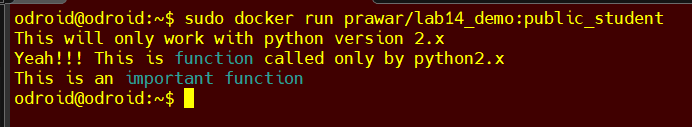 odroid@odroid:~$ sudo docker run prawar/lab14_demo:public_student
This will only work with python version 2.x
Yeah!!! This is function called only by python2.x
This is an important function
odroid@odroid:~$